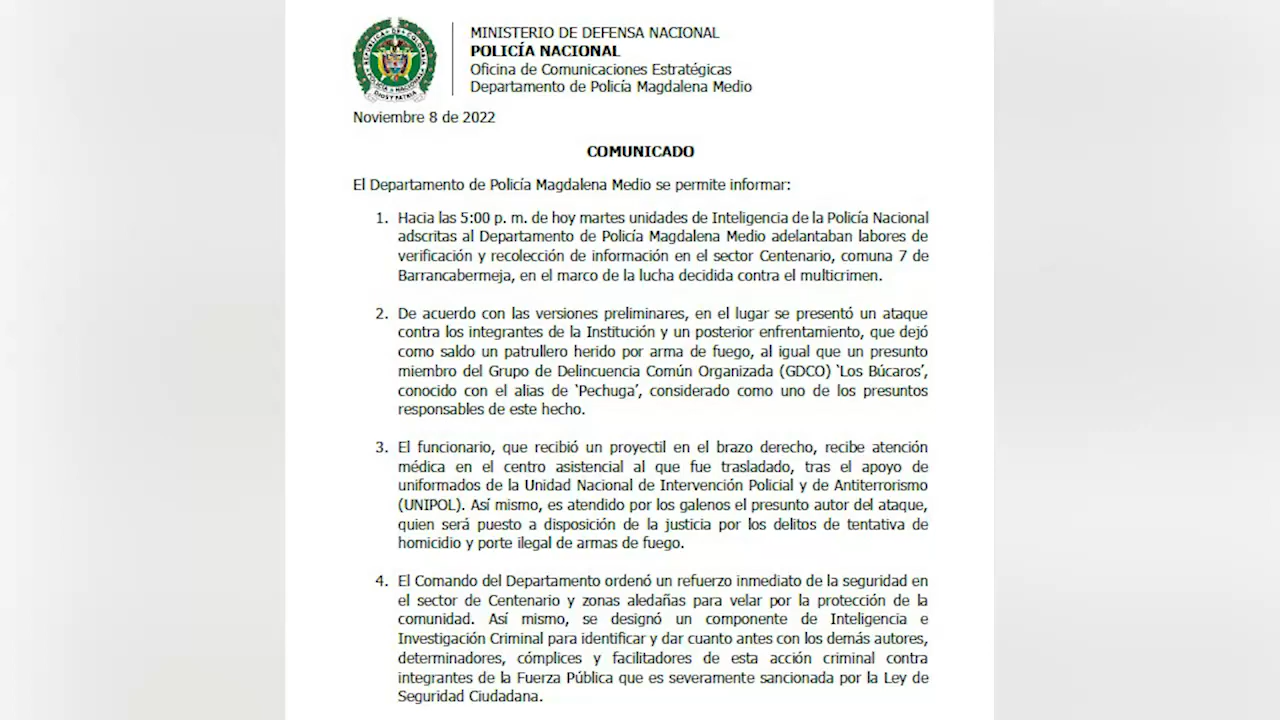 MINISTERIO DE DEFENSA NACIONAL
POLICÍA NACIONAL
Oficina de Comunicaciones Estratégicas
Departamento de Policía Magdalena Medio
Noviembre 8 de 2022
COMUNICADO
El Departamento de Policía Magdalena Medio se permite informar:
1. Hacia las 5:00 p. m. de hoy martes unidades de Inteligencia de la Policía Nacional
adscritas al Departamento de Policía Magdalena Medio adelantaban labores de
verificación y recolección de información en el sector Centenario, comuna 7 de
Barrancabermeja, en el marco de la lucha decidida contra el multicrimen.
2. De acuerdo con las versiones preliminares, en el lugar se presentó un ataque
contra los integrantes de la Institución y un posterior enfrentamiento, que dejó
como saldo un patrullero herido por arma de fuego, al igual que un presunto
miembro del Grupo de Delincuencia Común Organizada (GDCO) ‘Los Búcaros’,
conocido con el alias de ‘Pechuga’, considerado como uno de los presuntos
responsables de este hecho.
3. El funcionario, que recibió un proyectil en el brazo derecho, recibe atención
médica en el centro asistencial al que fue trasladado, tras el apoyo de
uniformados de la Unidad Nacional de Intervención Policial y de Antiterrorismo
(UNIPOL). Así mismo, es atendido por los galenos el presunto autor del ataque,
quien será puesto a disposición de la justicia por los delitos de tentativa de
homicidio y porte ilegal de armas de fuego.
4. El Comando del Departamento ordenó un refuerzo inmediato de la seguridad en
el sector de Centenario y zonas aledañas para velar por la protección de la
comunidad. Así mismo, se designó un componente de Inteligencia e
Investigación Criminal para identificar y dar cuanto antes con los demás autores,
determinadores, cómplices y facilitadores de esta acción criminal contra
integrantes de la Fuerza Pública que es severamente sancionada por la Ley de
Seguridad Ciudadana.